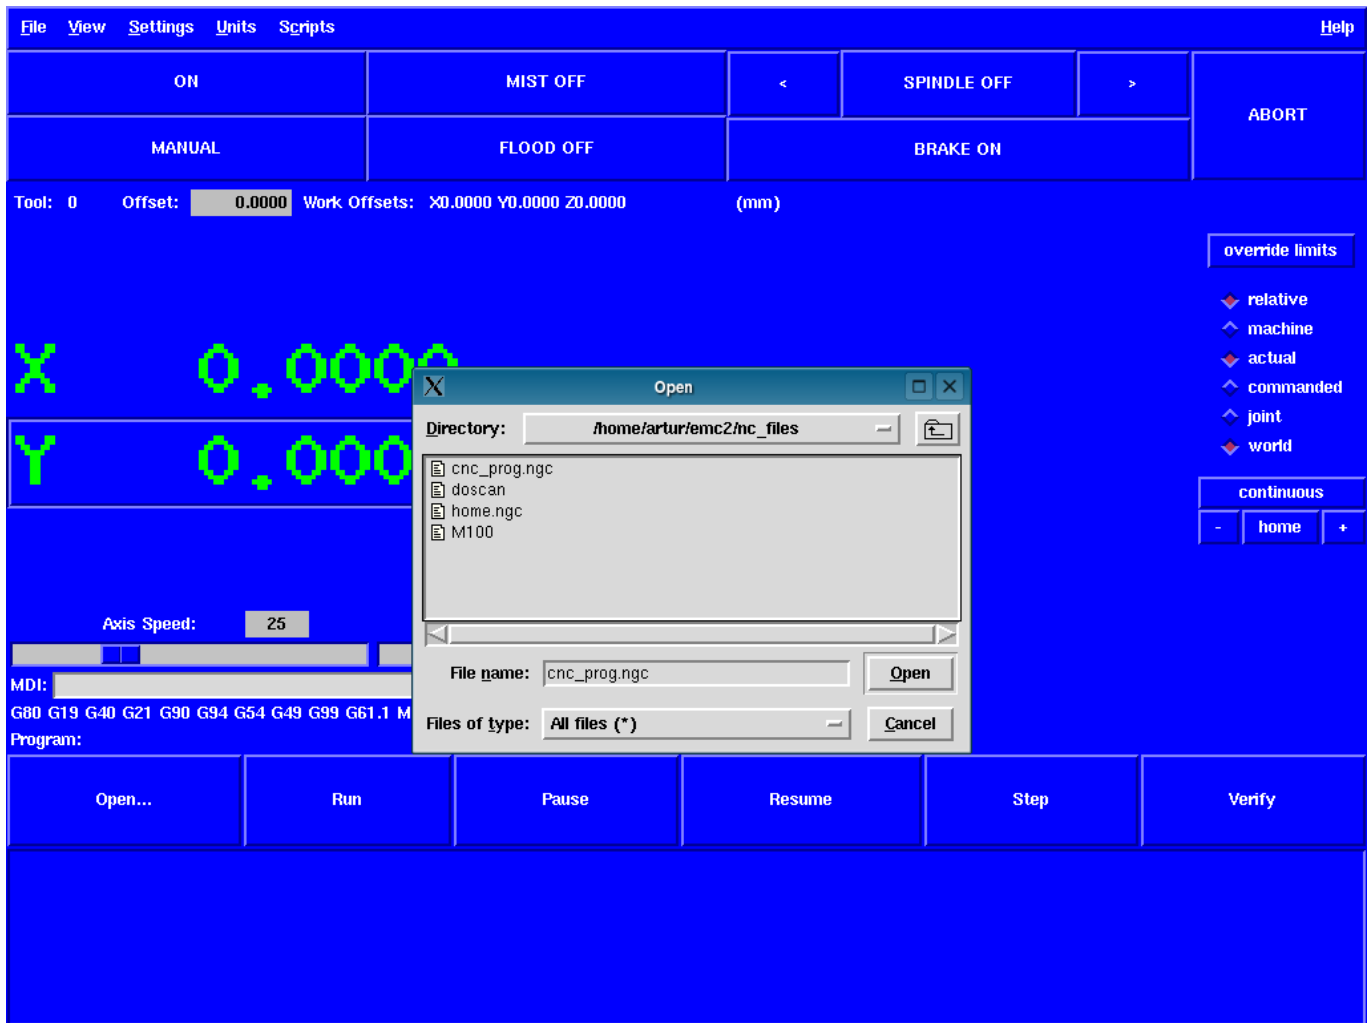 File View Settings Units Scripts Help
ON MIST OFF < SPINDLE OFF > ABORT
MANUAL FLOOD OFF BRAKE ON
Tool: 0 Offset: 0.0000 Work Offsets: X0.0000 Y0.0000 Z0.0000 (mm)
override limits
relative
machine
actual
commanded
joint
world
continuous
- home +
X 0.0000
Y 0.000
Open
Directory: /home/artur/emc2/nc_files
cnc_prog.ngc
doscan
home.ngc
M100
File name: cnc_prog.ngc Open
Files of type: All files (*) Cancel
Axis Speed: 25
MDI:
G80 G19 G40 G21 G90 G94 G54 G49 G99 G61.1 M
Program:
Open... Run Pause Resume Step Verify